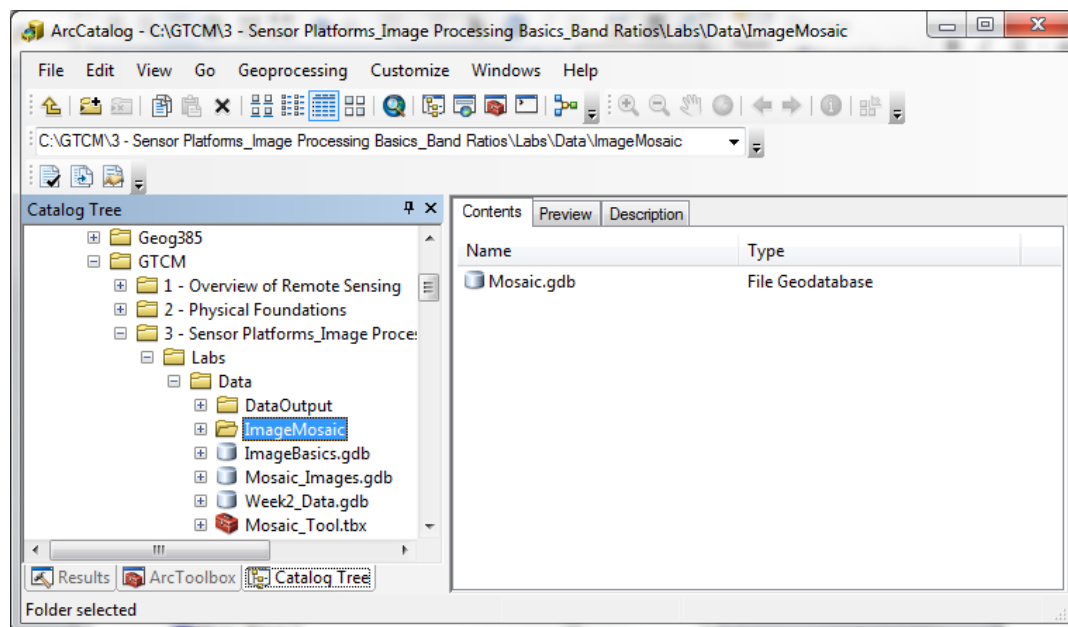 ArcCatalog - C:\GTCM\3 - Sensor Platforms_Image Processing Basics_Band Ratios\Labs\Data\ImageMosaic
File Edit View Go Geoprocessing Customize Windows Help
C:\GTCM\3 - Sensor Platforms_Image Processing Basics_Band Ratios\Labs\Data\ImageMosaic
Catalog Tree
Geog385
GTCM
1 - Overview of Remote Sensing
2 - Physical Foundations
3 - Sensor Platforms_Image Proce
Labs
Data
DataOutput
ImageMosaic
ImageBasics.gdb
Mosaic_Images.gdb
Week2_Data.gdb
Mosaic_Tool.tbx
Results ArcToolbox Catalog Tree
Contents Preview Description
Name Type
Mosaic.gdb File Geodatabase
Folder selected